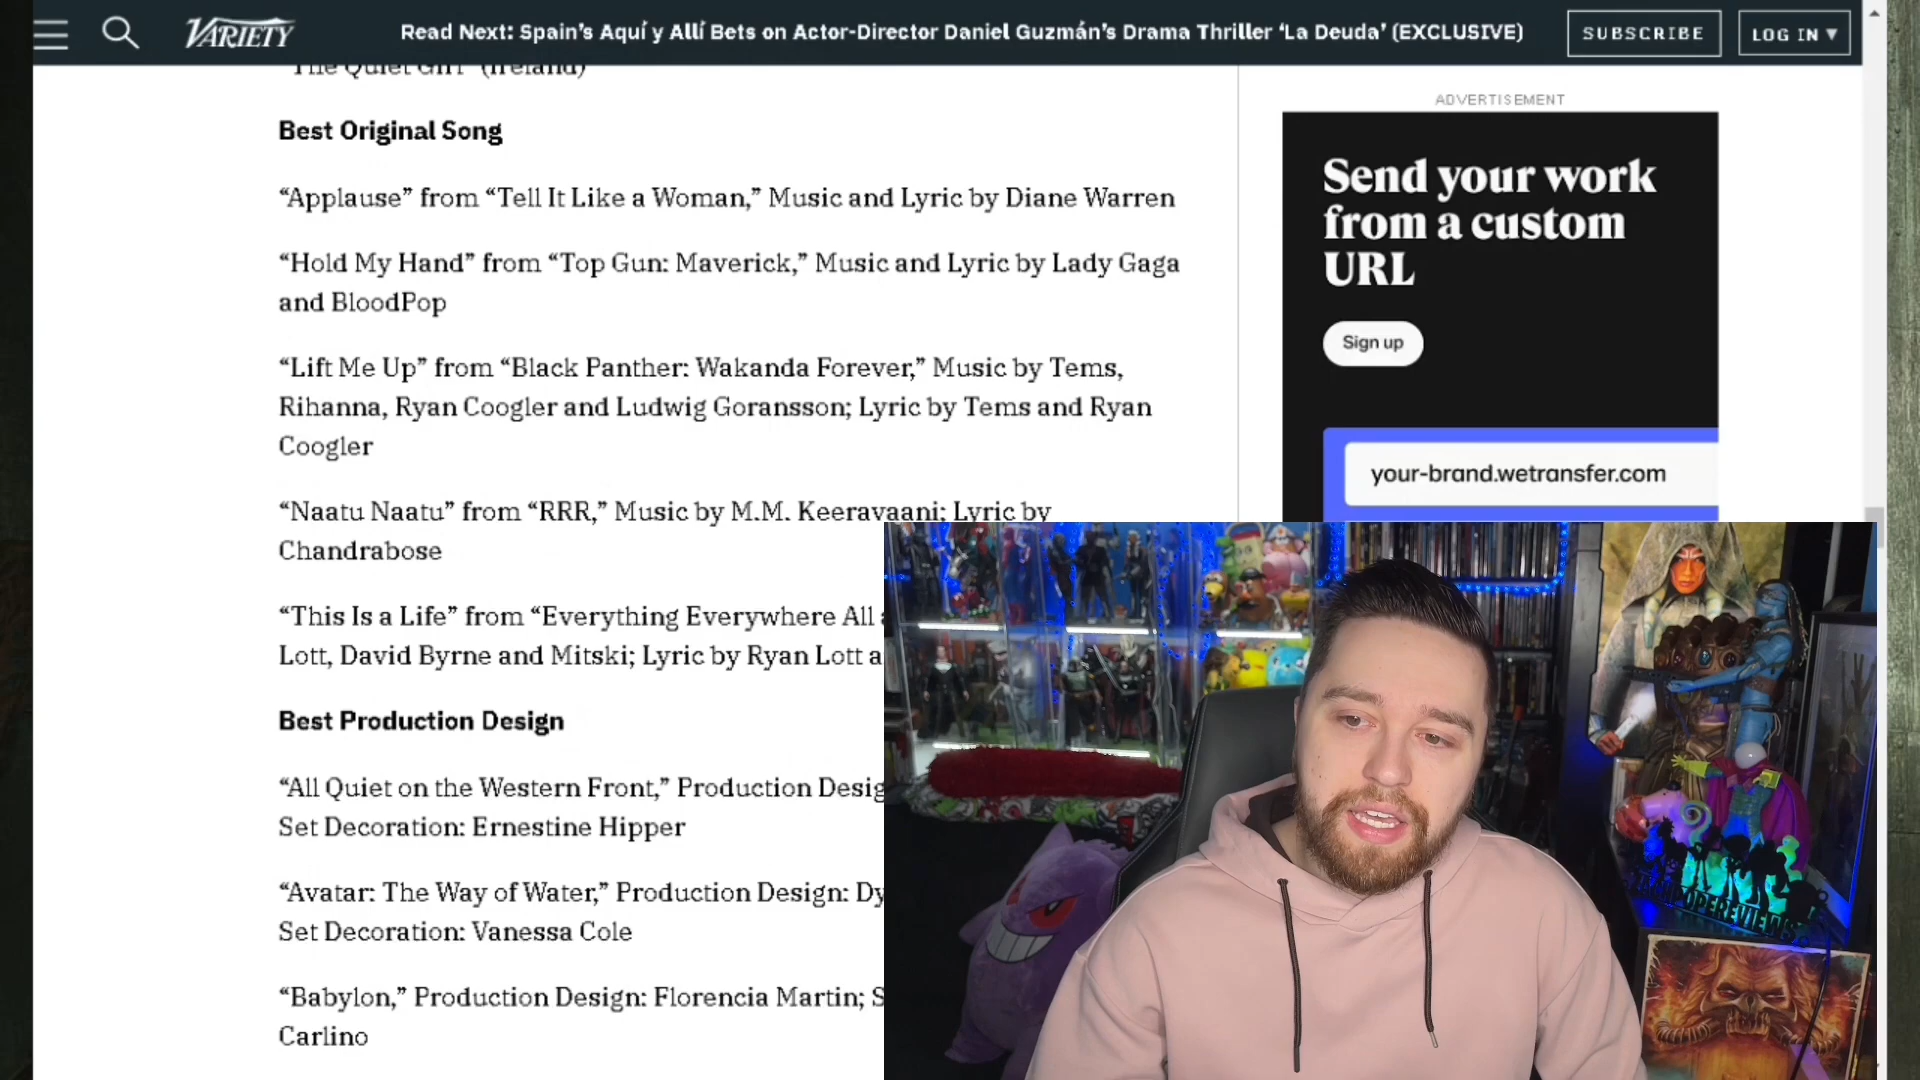 VARIETY
Read Next: Spain’s Aquí y Allí Bets on Actor-Director Daniel Guzmán’s Drama Thriller ‘La Deuda’ (EXCLUSIVE)
SUBSCRIBE
LOG IN ▼
“The Quiet Girl” (Ireland)
Best Original Song
“Applause” from “Tell It Like a Woman,” Music and Lyric by Diane Warren
“Hold My Hand” from “Top Gun: Maverick,” Music and Lyric by Lady Gaga
and BloodPop
“Lift Me Up” from “Black Panther: Wakanda Forever,” Music by Tems,
Rihanna, Ryan Coogler and Ludwig Goransson; Lyric by Tems and Ryan
Coogler
“Naatu Naatu” from “RRR,” Music by M.M. Keeravaani; Lyric by
Chandrabose
“This Is a Life” from “Everything Everywhere All
Lott, David Byrne and Mitski; Lyric by Ryan Lott
Best Production Design
“All Quiet on the Western Front,” Production
Set Decoration: Ernestine Hipper
“Avatar: The Way of Water,” Production Design:
Set Decoration: Vanessa Cole
“Babylon,” Production Design: Florencia Martin;
Carlino
ADVERTISEMENT
Send your work
from a custom
URL
Sign up
your-brand.wetransfer.com